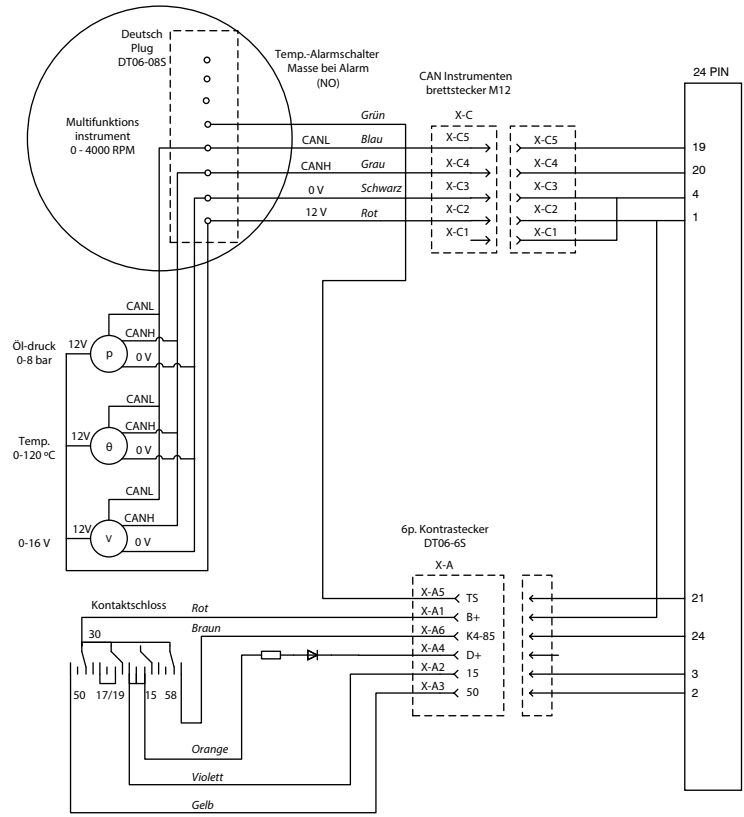 Deutsch
Plug
DT06-08S
Temp.-Alarmschalter
Masse bei Alarm
(NO)
CAN Instrumenten
brettstecker M12
24 PIN
Multifunktions
instrument
0 - 4000 RPM
Grün
X-C
CANL
Blau
X-C5
X-C5
19
CANH
Grau
X-C4
X-C4
20
0 V
Schwarz
X-C3
X-C3
4
12 V
Rot
X-C2
X-C2
1
X-C1
X-C1
CANL
CANH
Öl-druck
0-8 bar
12V
p
0 V
CANL
CANH
Temp.
0-120 ºC
12V
θ
0 V
CANL
CANH
0-16 V
12V
V
0 V
6p. Kontrastecker
DT06-6S
X-A
X-A5
TS
21
Kontaktschloss
Rot
X-A1
B+
30
Braun
X-A6
K4-85
24
X-A4
D+
X-A2
15
3
50
17/19
15
58
X-A3
50
2
Orange
Violett
Gelb